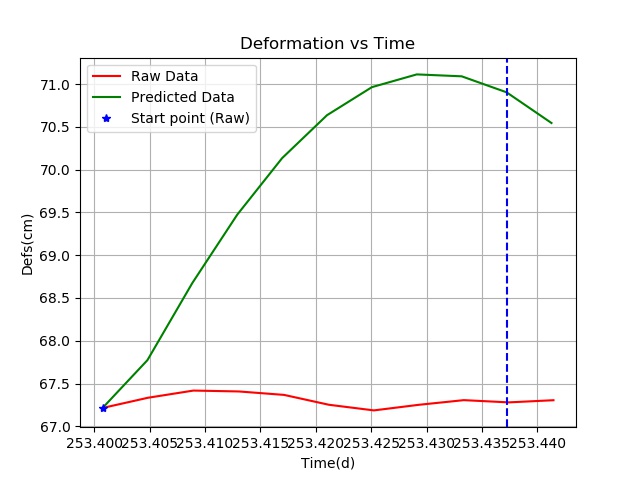 Deformation vs Time
Raw Data
Predicted Data
Start point (Raw)
Defs(cm)
71.0
70.5
70.0
69.5
69.0
68.5
68.0
67.5
67.0
253.400 253.405 253.410 253.415 253.420 253.425 253.430 253.435 253.440
Time(d)